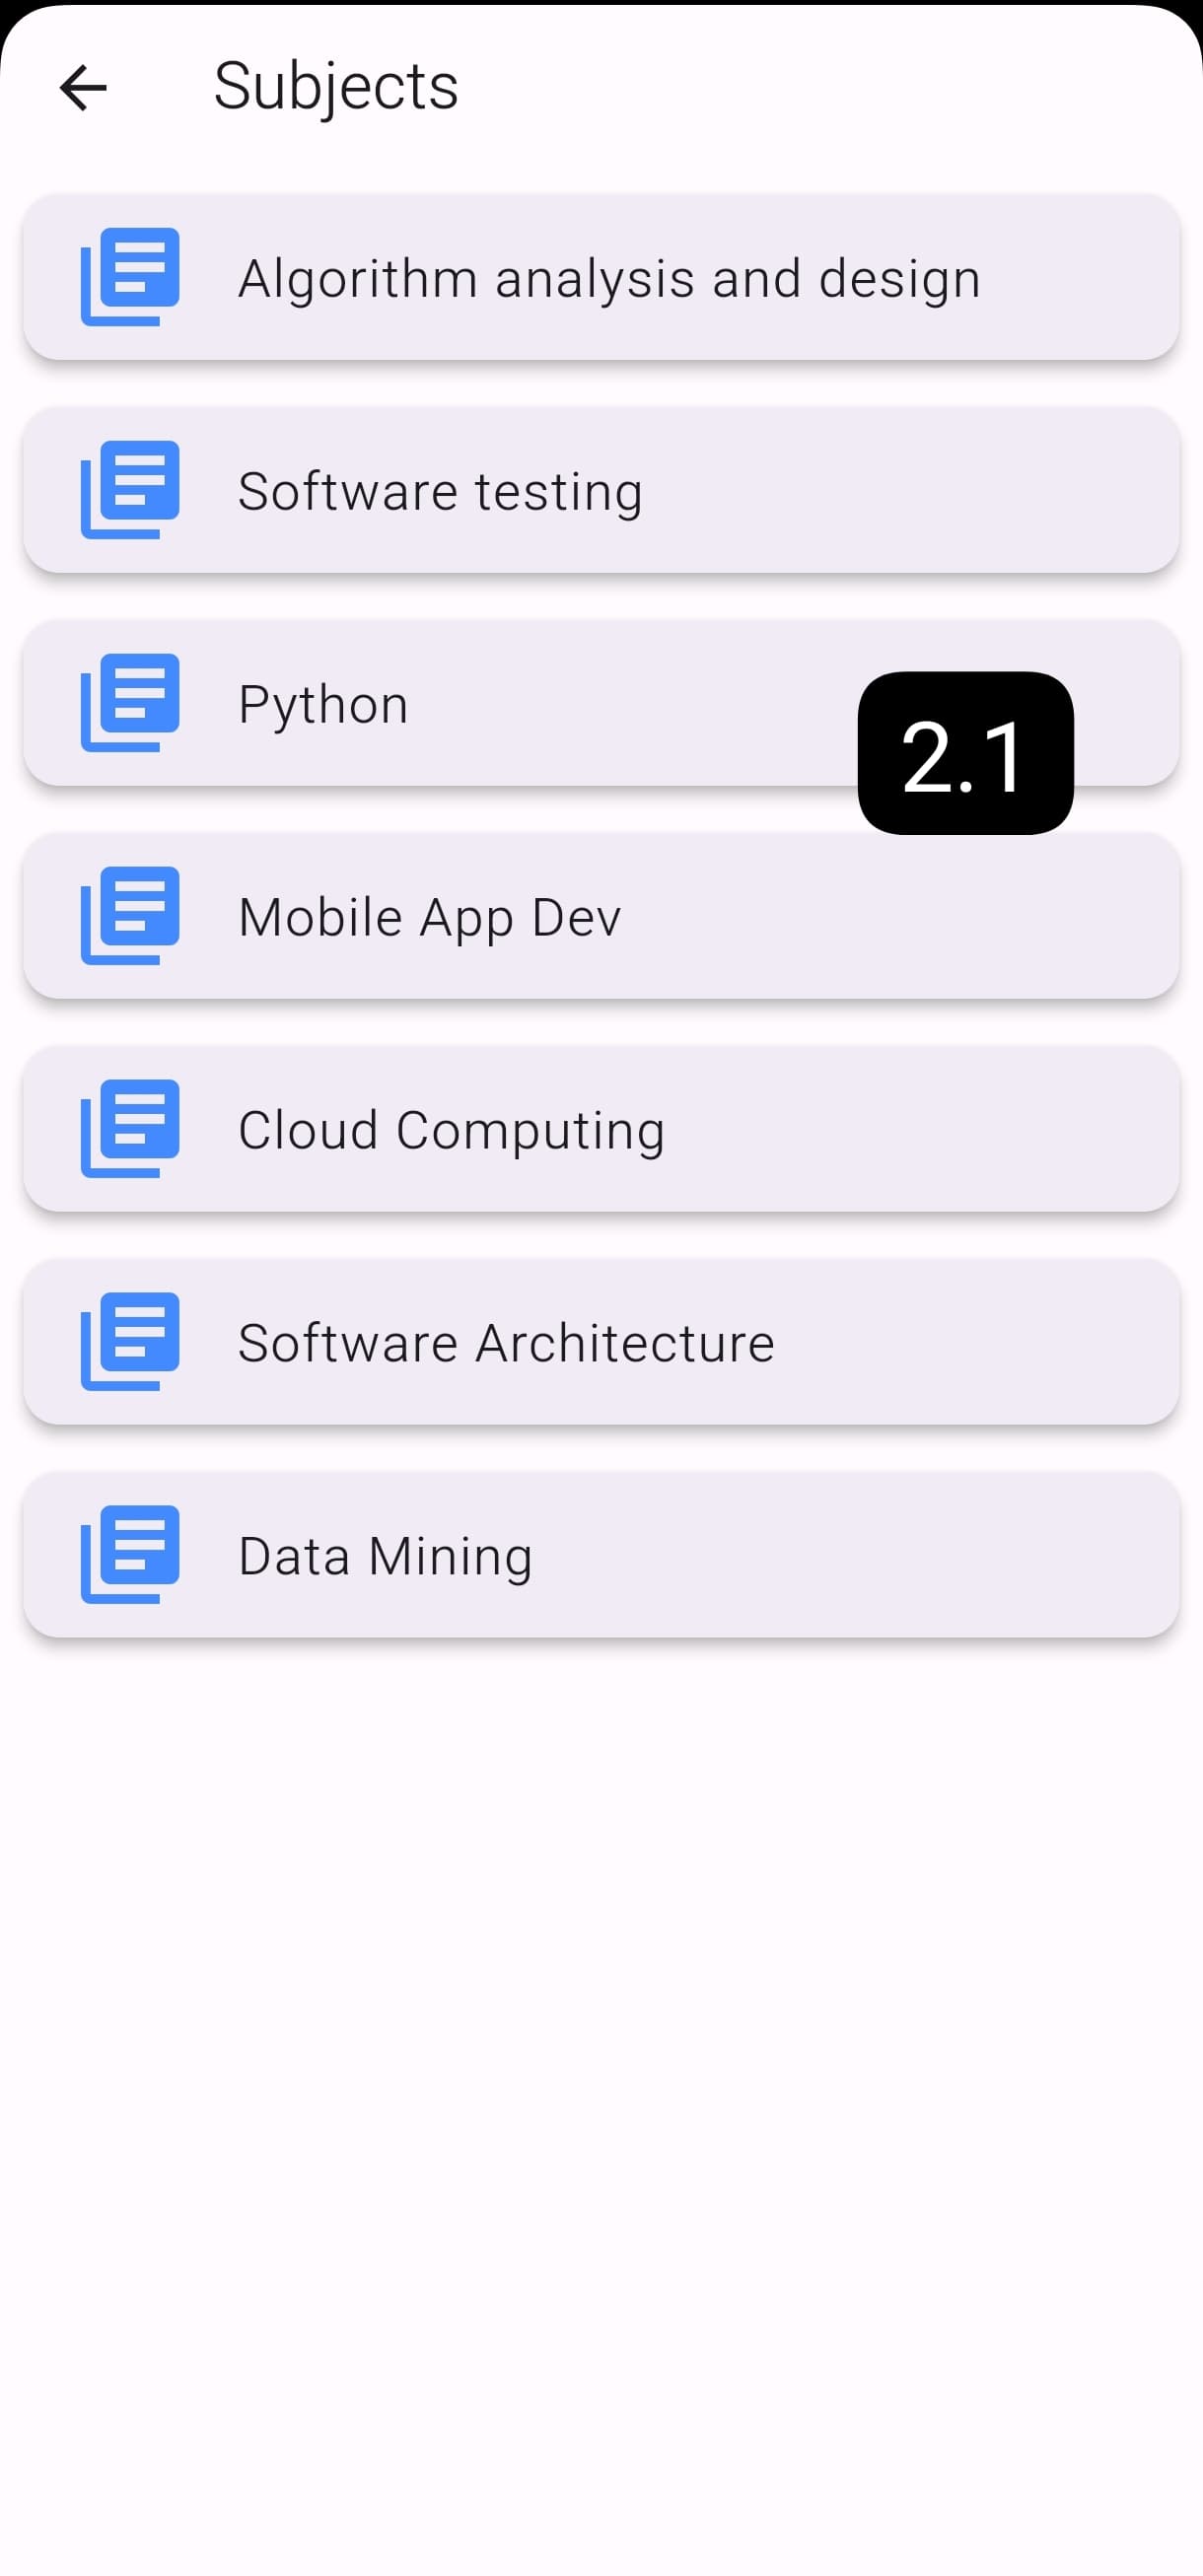 Subjects
Algorithm analysis and design
Software testing
Python
2.1
Mobile App Dev
Cloud Computing
Software Architecture
Data Mining